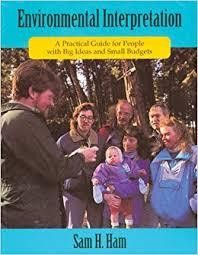 Environmental Interpretation
A Practical Guide for People
with Big Ideas and Small Budgets
Sam H. Ham